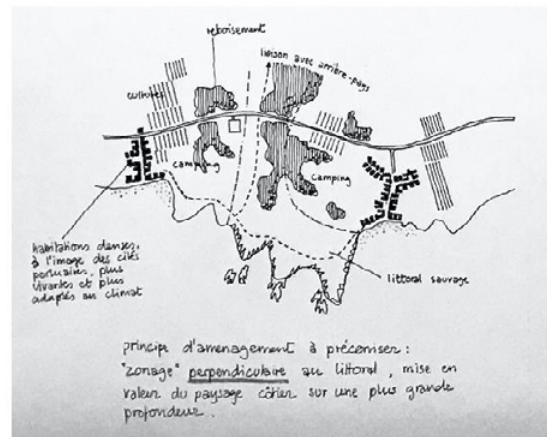 reboisement
liaison avec arrière-pays
cultures
camping
camping
habitations denses,
à l'image des cités
portuaires, plus
vivantes et plus
adaptés au climat
littoral sauvage
principe d'aménagement à préconiser :
"zonage" perpendiculaire au littoral, mise en
valeur du paysage côtier sur une plus grande
profondeur.